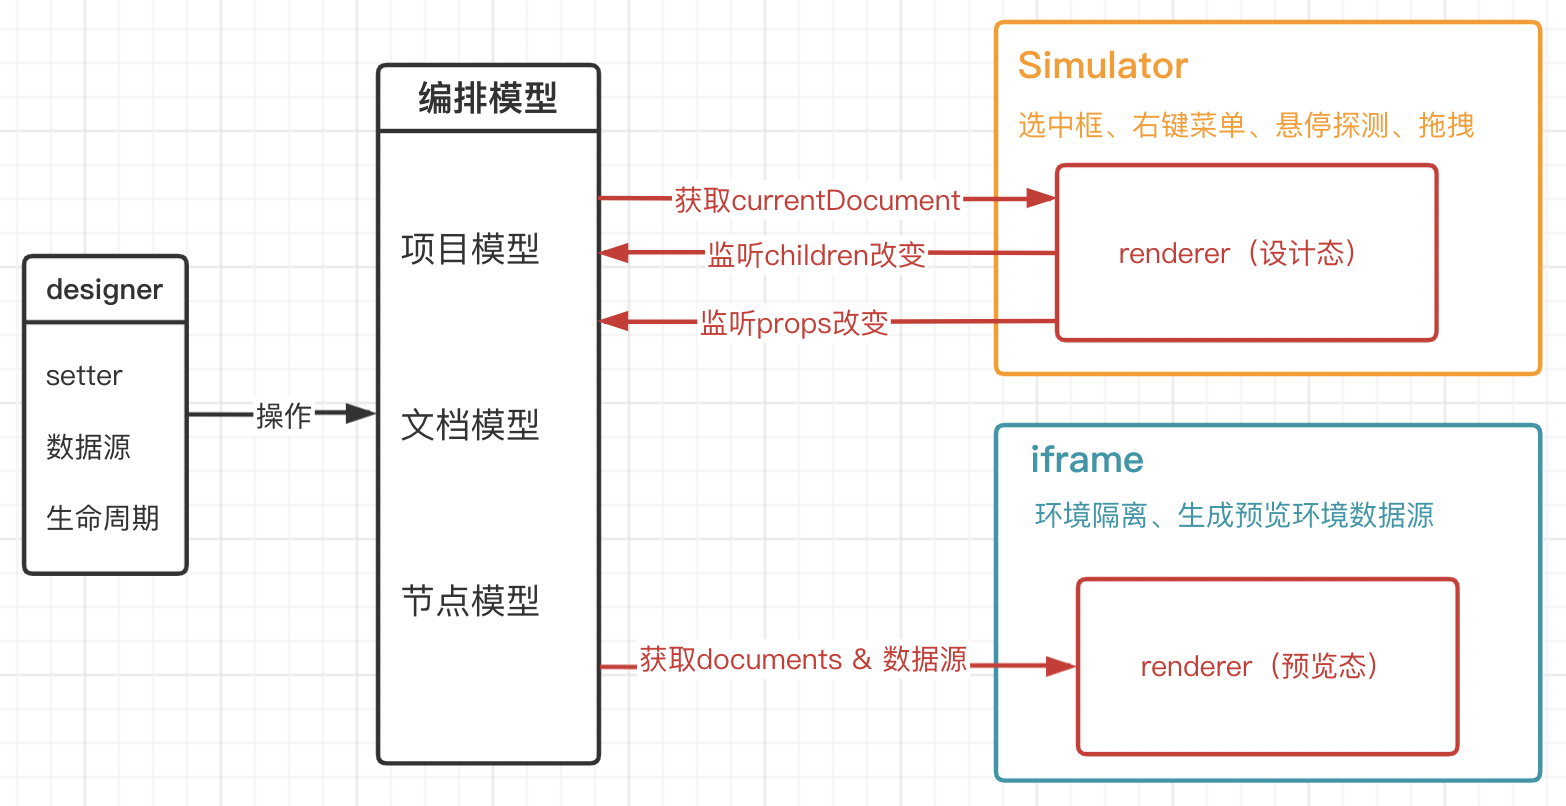 designer
setter
数据源
生命周期
操作
编排模型
项目模型
文档模型
节点模型
获取currentDocument
监听children改变
监听props改变
获取documents & 数据源
Simulator
选中框、右键菜单、悬停探测、拖拽
renderer（设计态）
iframe
环境隔离、生成预览环境数据源
renderer（预览态）